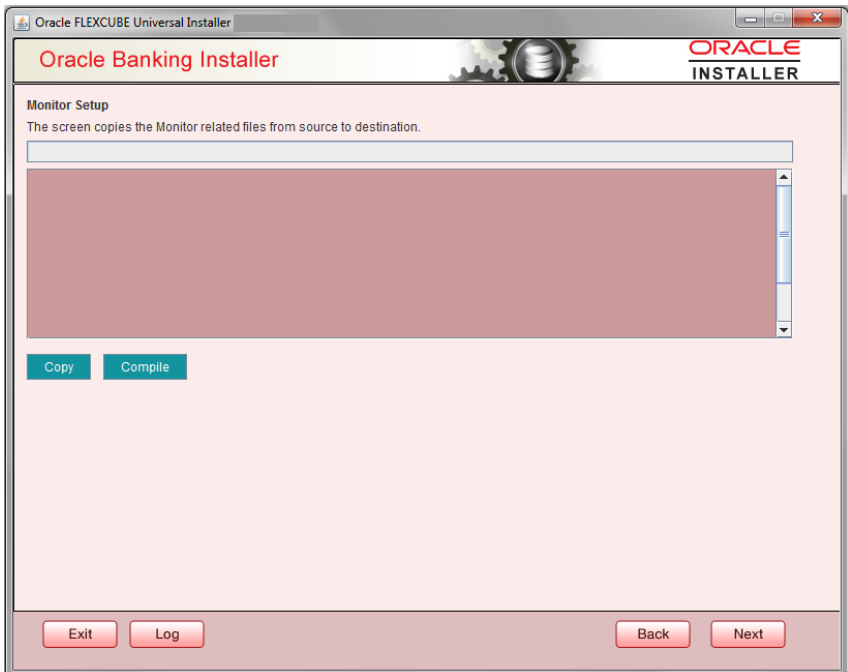 Oracle FLEXCUBE Universal Installer
Oracle Banking Installer
ORACLE
INSTALLER
Monitor Setup
The screen copies the Monitor related files from source to destination.
Copy Compile
Exit Log Back Next